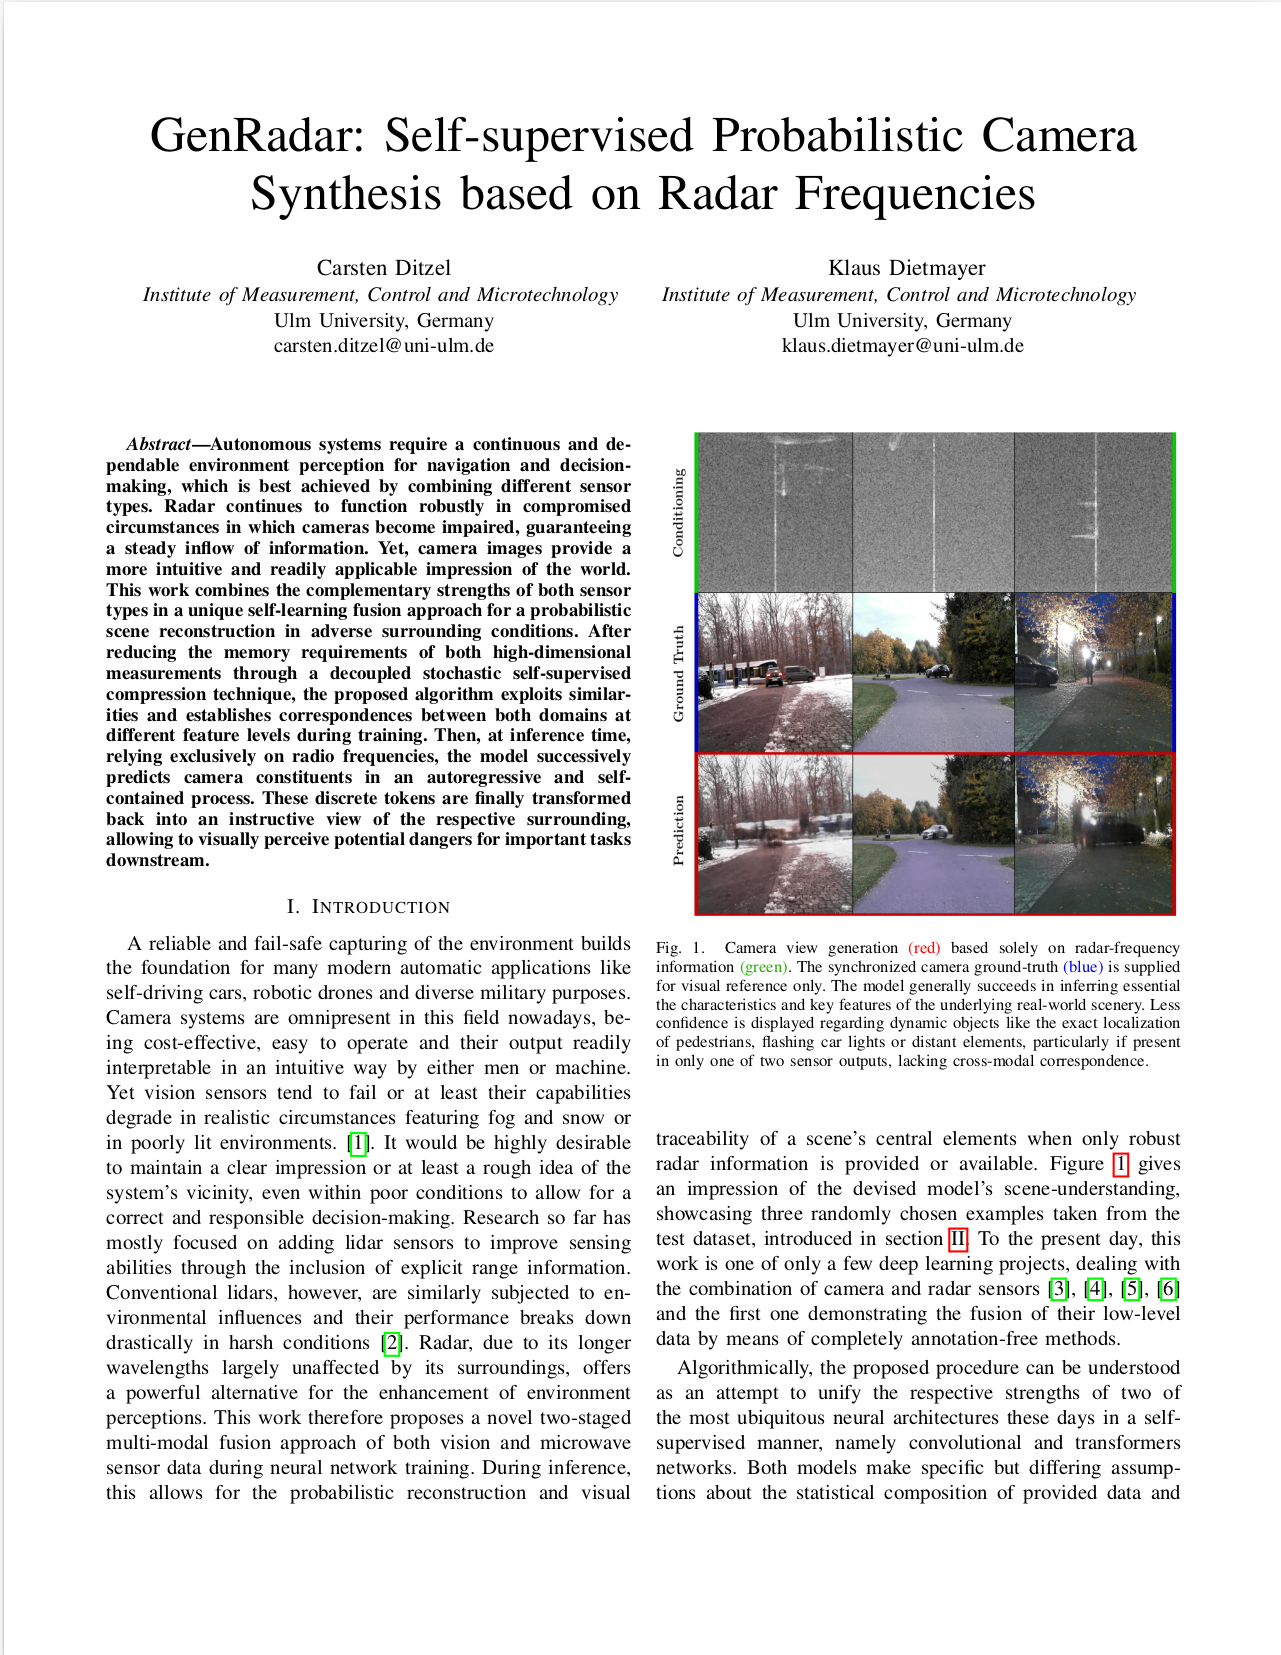 GenRadar: Self-supervised Probabilistic Camera
Synthesis based on Radar Frequencies
Carsten Ditzel
Institute of Measurement, Control and Microtechnology
Ulm University, Germany
carsten.ditzel@uni-ulm.de
Klaus Dietmayer
Institute of Measurement, Control and Microtechnology
Ulm University, Germany
klaus.dietmayer@uni-ulm.de
Abstract—Autonomous systems require a continuous and de-
pendable environment perception for navigation and decision-
making, which is best achieved by combining different sensor
types. Radar continues to function robustly in compromised
circumstances in which cameras become impaired, guaranteeing
a steady inflow of information. Yet, camera images provide a
more intuitive and readily applicable impression of the world.
This work combines the complementary strengths of both sensor
types in a unique self-learning fusion approach for a probabilistic
scene reconstruction in adverse surrounding conditions. After
reducing the memory requirements of both high-dimensional
measurements through a decoupled stochastic self-supervised
compression technique, the proposed algorithm exploits similar-
ities and establishes correspondences between both domains at
different feature levels during training. Then, at inference time,
relying exclusively on radio frequencies, the model successively
predicts camera constituents in an autoregressive and self-
contained process. These discrete tokens are finally transformed
back into an instructive view of the respective surrounding,
allowing to visually perceive potential dangers for important tasks
downstream.
I. INTRODUCTION
A reliable and fail-safe capturing of the environment builds
the foundation for many modern automatic applications like
self-driving cars, robotic drones and diverse military purposes.
Camera systems are omnipresent in this field nowadays, be-
ing cost-effective, easy to operate and their output readily
interpretable in an intuitive way by either men or machine.
Yet vision sensors tend to fail or at least their capabilities
degrade in realistic circumstances featuring fog and snow or
in poorly lit environments. [1]. It would be highly desirable
to maintain a clear impression or at least a rough idea of the
system's vicinity, even within poor conditions to allow for a
correct and responsible decision-making. Research so far has
mostly focused on adding lidar sensors to improve sensing
abilities through the inclusion of explicit range information.
Conventional lidars, however, are similarly subjected to en-
vironmental influences and their performance breaks down
drastically in harsh conditions [2]. Radar, due to its longer
wavelengths largely unaffected by its surroundings, offers
a powerful alternative for the enhancement of environment
perceptions. This work therefore proposes a novel two-staged
multi-modal fusion approach of both vision and microwave
sensor data during neural network training. During inference,
this allows for the probabilistic reconstruction and visual
Conditioning
Ground Truth
Prediction
Fig. 1. Camera view generation (red) based solely on radar-frequency
information (green). The synchronized camera ground-truth (blue) is supplied
for visual reference only. The model generally succeeds in inferring essential
the characteristics and key features of the underlying real-world scenery. Less
confidence is displayed regarding dynamic objects like the exact localization
of pedestrians, flashing car lights or distant elements, particularly if present
in only one of two sensor outputs, lacking cross-modal correspondence.
traceability of a scene's central elements when only robust
radar information is provided or available. Figure 1 gives
an impression of the devised model's scene-understanding,
showcasing three randomly chosen examples taken from the
test dataset, introduced in section II. To the present day, this
work is one of only a few deep learning projects, dealing with
the combination of camera and radar sensors [3], [4], [5], [6]
and the first one demonstrating the fusion of their low-level
data by means of completely annotation-free methods.
Algorithmically, the proposed procedure can be understood
as an attempt to unify the respective strengths of two of
the most ubiquitous neural architectures these days in a self-
supervised manner, namely convolutional and transformers
networks. Both models make specific but differing assump-
tions about the statistical composition of provided data and